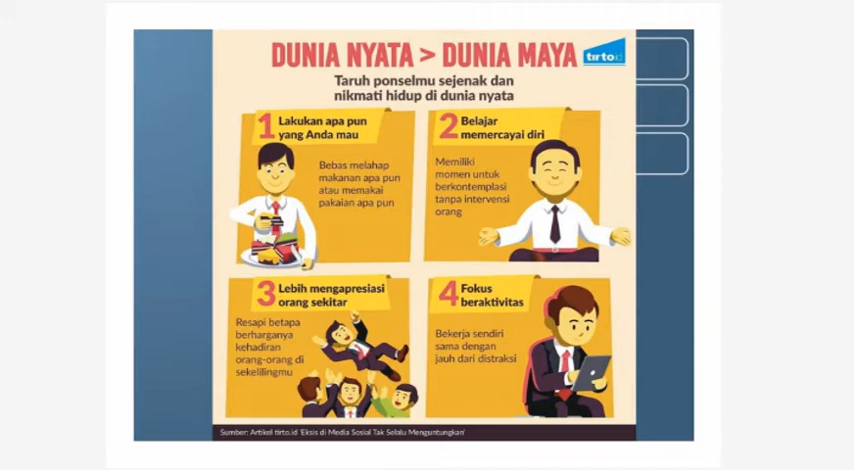 DUNIA NYATA > DUNIA MAYA
tirto.id
Taruh ponselmu sejenak dan
nikmati hidup di dunia nyata
1 Lakukan apa pun
yang Anda mau
Bebas melahap
makanan apa pun
atau memakai
pakaian apa pun
2 Belajar
memercayai diri
Memiliki
momen untuk
berkontemplasi
tanpa intervensi
orang
3 Lebih mengapresiasi
orang sekitar
Resapi betapa
berharganya
kehadiran
orang-orang di
sekelilingmu
4 Fokus
beraktivitas
Bekerja sendiri
sama dengan
jauh dari distraksi
Sumber: Artikel tirto.id 'Eksis di Media Sosial Tak Selalu Menguntungkan'